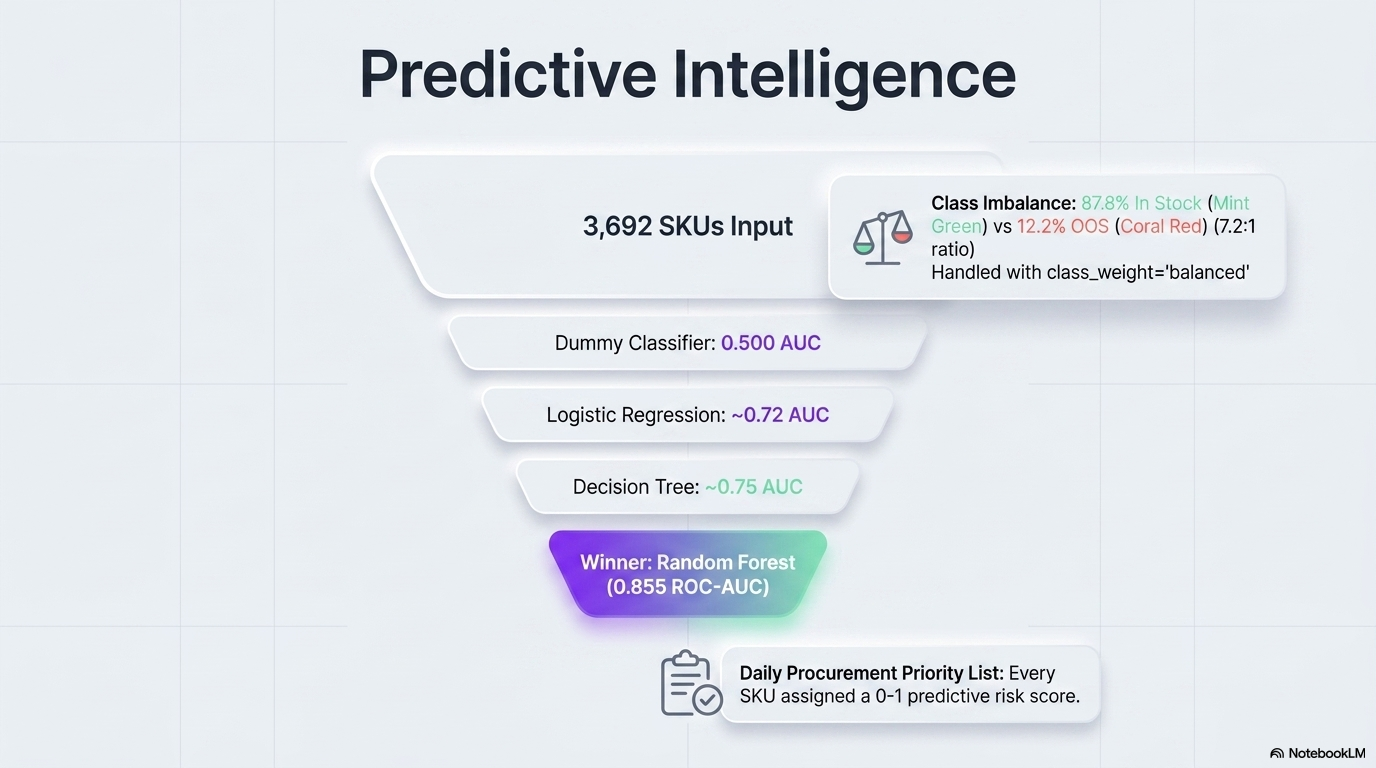 Predictive Intelligence
3,692 SKUs Input
Class Imbalance: 87.8% In Stock (Mint
Green) vs 12.2% OOS (Coral Red) (7.2:1
ratio)
Handled with class_weight='balanced'
Dummy Classifier: 0.500 AUC
Logistic Regression: ~0.72 AUC
Decision Tree: ~0.75 AUC
Winner: Random Forest
(0.855 ROC-AUC)
Daily Procurement Priority List: Every
SKU assigned a 0-1 predictive risk score.
NotebookLM